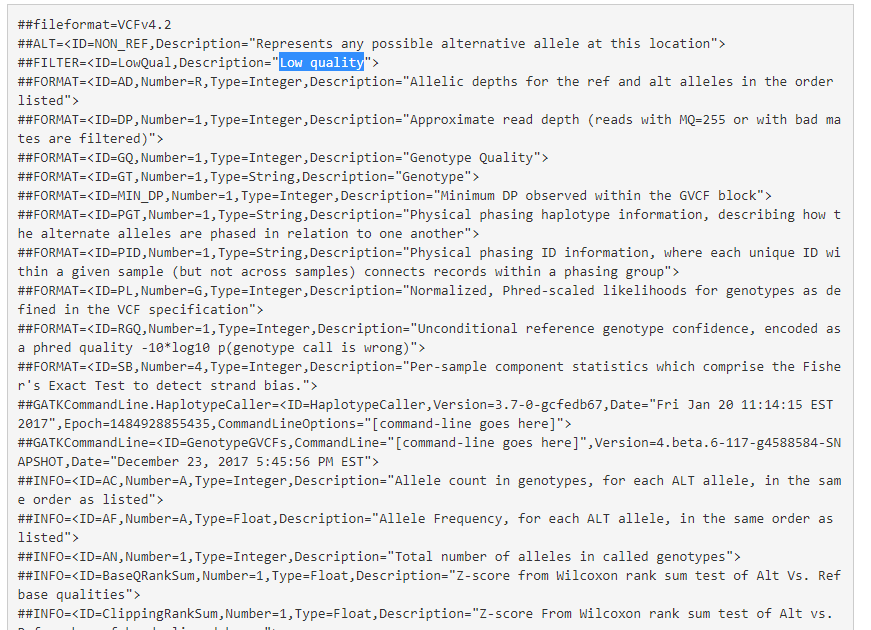 ##fileformat=VCFv4.2
##ALT=<ID=NON_REF,Description="Represents any possible alternative allele at this location">
##FILTER=<ID=LowQual,Description="Low quality">
##FORMAT=<ID=AD,Number=R,Type=Integer,Description="Allelic depths for the ref and alt alleles in the order
listed">
##FORMAT=<ID=DP,Number=1,Type=Integer,Description="Approximate read depth (reads with MQ=255 or with bad ma
tes are filtered)">
##FORMAT=<ID=GQ,Number=1,Type=Integer,Description="Genotype Quality">
##FORMAT=<ID=GT,Number=1,Type=String,Description="Genotype">
##FORMAT=<ID=MIN_DP,Number=1,Type=Integer,Description="Minimum DP observed within the GVCF block">
##FORMAT=<ID=PGT,Number=1,Type=String,Description="Physical phasing haplotype information, describing how t
he alternate alleles are phased in relation to one another">
##FORMAT=<ID=PID,Number=1,Type=String,Description="Physical phasing ID information, where each unique ID wi
thin a given sample (but not across samples) connects records within a phasing group">
##FORMAT=<ID=PL,Number=G,Type=Integer,Description="Normalized, Phred-scaled likelihoods for genotypes as de
fined in the VCF specification">
##FORMAT=<ID=RGQ,Number=1,Type=Integer,Description="Unconditional reference genotype confidence, encoded as
a phred quality -10*log10 p(genotype call is wrong)">
##FORMAT=<ID=SB,Number=4,Type=Integer,Description="Per-sample component statistics which comprise the Fishe
r's Exact Test to detect strand bias.">
##GATKCommandLine.HaplotypeCaller=<ID=HaplotypeCaller,Version=3.7-0-gcfedb67,Date="Fri Jan 20 11:14:15 EST
2017",Epoch=1484928855435,CommandLineOptions="[command-line goes here]">
##GATKCommandLine=<ID=GenotypeGVCFs,CommandLine="[command-line goes here]",Version=4.beta.6-117-g4588584-SN
APSHOT,Date="December 23, 2017 5:45:56 PM EST">
##INFO=<ID=AC,Number=A,Type=Integer,Description="Allele count in genotypes, for each ALT allele, in the sam
e order as listed">
##INFO=<ID=AF,Number=A,Type=Float,Description="Allele Frequency, for each ALT allele, in the same order as
listed">
##INFO=<ID=AN,Number=1,Type=Integer,Description="Total number of alleles in called genotypes">
##INFO=<ID=BaseQRankSum,Number=1,Type=Float,Description="Z-score from Wilcoxon rank sum test of Alt Vs. Ref
base qualities">
##INFO=<ID=ClippingRankSum,Number=1,Type=Float,Description="Z-score From Wilcoxon rank sum test of Alt vs.